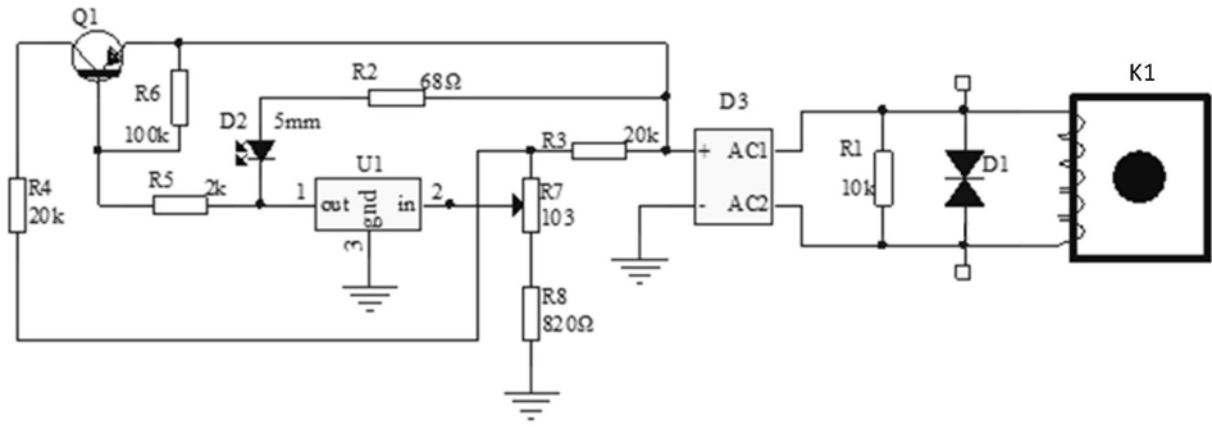 Q1
K1
R2
68Ω
R6
D3
D2
5mm
100k
R3
20k
+ AC1
D1
R1
U1
R5
2k
R4
1
out
gnd
in
2
R7
10k
20k
103
- AC2
3
R8
820Ω